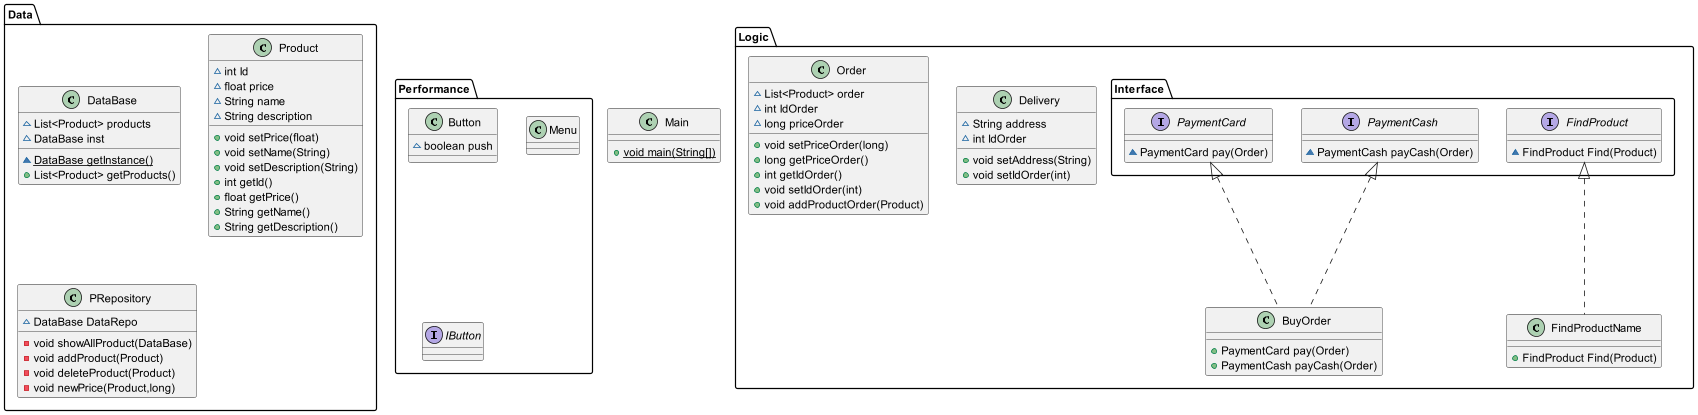 Data
C Product
int Id
float price
String name
String description
void setPrice(float)
void setName(String)
void setDescription(String)
int getId()
float getPrice()
String getName()
String getDescription()
C DataBase
List<Product> products
DataBase inst
DataBase getInstance()
List<Product> getProducts()
C PRepository
DataBase DataRepo
void showAllProduct(DataBase)
void addProduct(Product)
void deleteProduct(Product)
void newPrice(Product,long)
Performance
C Button
boolean push
C Menu
I IButton
C Main
void main(String[])
Logic
C Order
List<Product> order
int IdOrder
long priceOrder
void setPriceOrder(long)
long getPriceOrder()
int getIdOrder()
void setIdOrder(int)
void addProductOrder(Product)
C Delivery
String address
int IdOrder
void setAddress(String)
void setIdOrder(int)
Interface
I PaymentCard
PaymentCard pay(Order)
I PaymentCash
PaymentCash payCash(Order)
I FindProduct
FindProduct Find(Product)
C BuyOrder
PaymentCard pay(Order)
PaymentCash payCash(Order)
C FindProductName
FindProduct Find(Product)